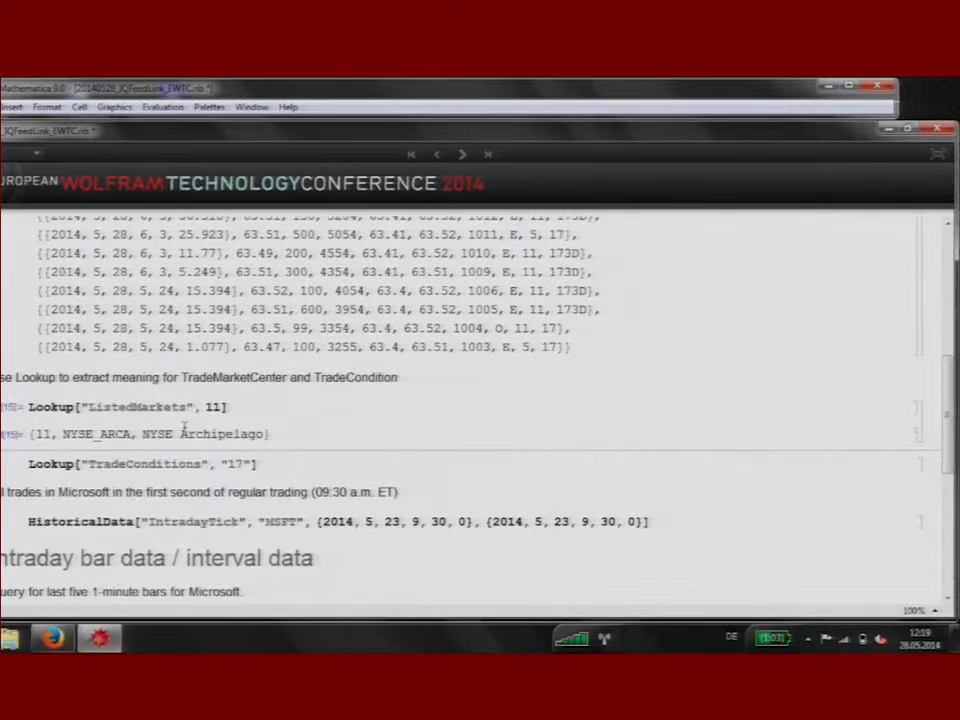 Mathematica 9.0 - [20140528_IQFeedLink_EWTC.nb *]
Insert Format Cell Graphics Evaluation Palettes Window Help
_IQFeedLink_EWTC.nb *
UROPEAN WOLFRAMTECHNOLOGYCONFERENCE 2014
{{2014, 5, 28, 6, 3, 25.923}, 63.51, 500, 5054, 63.41, 63.52, 1011, E, 5, 17},
{{2014, 5, 28, 6, 3, 11.77}, 63.49, 200, 4554, 63.41, 63.52, 1010, E, 11, 173D},
{{2014, 5, 28, 6, 3, 5.249}, 63.51, 300, 4354, 63.41, 63.51, 1009, E, 11, 173D},
{{2014, 5, 28, 5, 24, 15.394}, 63.52, 100, 4054, 63.4, 63.52, 1006, E, 11, 173D},
{{2014, 5, 28, 5, 24, 15.394}, 63.51, 600, 3954, 63.4, 63.52, 1005, E, 11, 173D},
{{2014, 5, 28, 5, 24, 15.394}, 63.5, 99, 3354, 63.4, 63.52, 1004, O, 11, 17},
{{2014, 5, 28, 5, 24, 1.077}, 63.47, 100, 3255, 63.4, 63.51, 1003, E, 5, 17}}
se Lookup to extract meaning for TradeMarketCenter and TradeCondition
[15]:= Lookup["ListedMarkets", 11]
[15]= {11, NYSE_ARCA, NYSE Archipelago}
Lookup["TradeConditions", "17"]
l trades in Microsoft in the first second of regular trading (09:30 a.m. ET)
HistoricalData["IntradayTick", "MSFT", {2014, 5, 23, 9, 30, 0}, {2014, 5, 23, 9, 30, 0}]
ntraday bar data / interval data
uery for last five 1-minute bars for Microsoft.
100%
DE (1:03) 12:19
28.05.2014